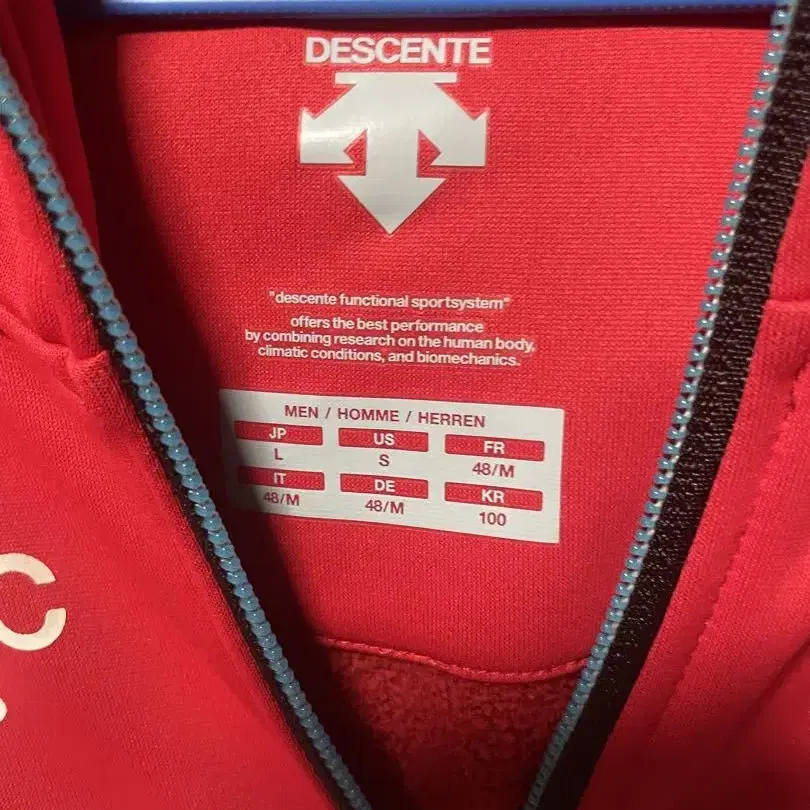 DESCENTE
"descente functional sportsystem"
offers the best performance
by combining research on the human body,
climatic conditions, and biomechanics.
MEN / HOMME / HERREN
JP US FR
L S 48/M
IT DE KR
48/M 48/M 100
C